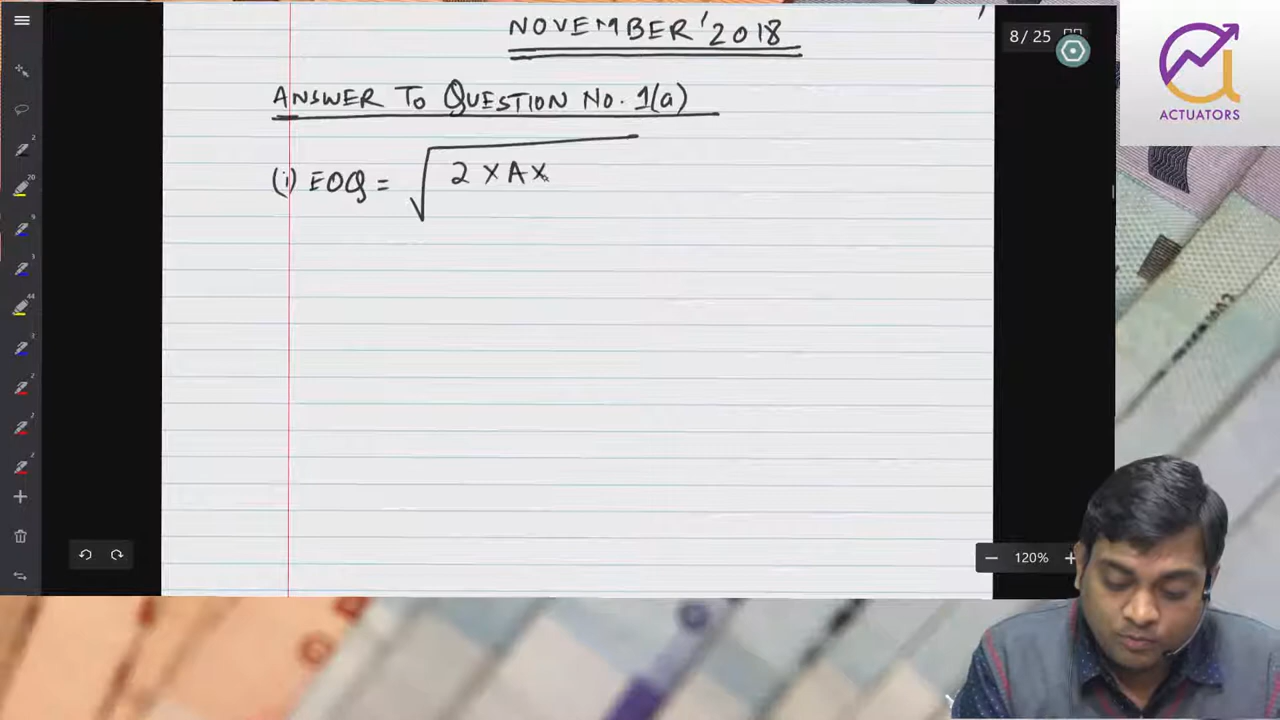 NOVEMBER'2018
8/25
ACTUATORS
ANSWER TO QUESTION NO. 1(a)
(i) EOQ = √2 × A ×
120%